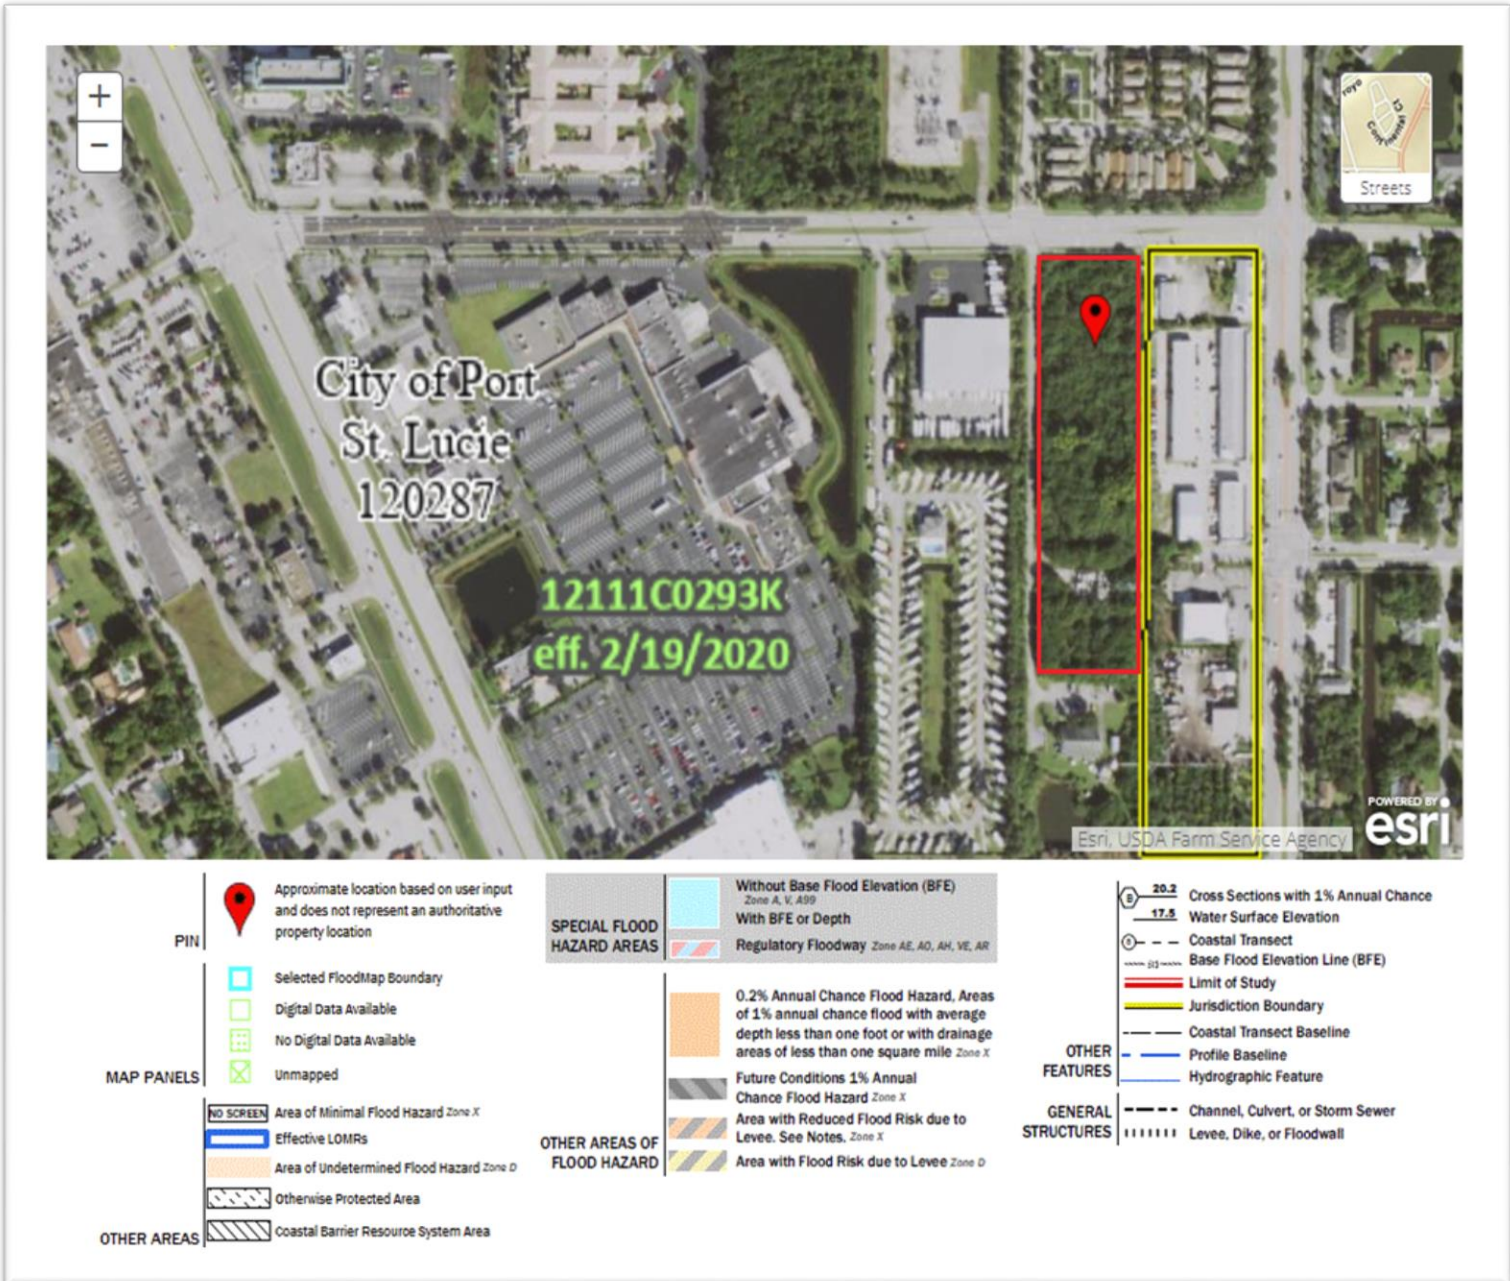 +
−
royo
Continental Ct
Streets
City of Port
St. Lucie
120287
12111C0293K
eff. 2/19/2020
POWERED BY
esri
Esri, USDA Farm Service Agency
PIN
Approximate location based on user input
and does not represent an authoritative
property location
MAP PANELS
Selected FloodMap Boundary
Digital Data Available
No Digital Data Available
Unmapped
OTHER AREAS
NO SCREEN Area of Minimal Flood Hazard Zone X
Effective LOMRs
Area of Undetermined Flood Hazard Zone D
Otherwise Protected Area
Coastal Barrier Resource System Area
SPECIAL FLOOD
HAZARD AREAS
Without Base Flood Elevation (BFE)
Zone A, V, A99
With BFE or Depth
Regulatory Floodway Zone AE, AO, AH, VE, AR
OTHER AREAS OF
FLOOD HAZARD
0.2% Annual Chance Flood Hazard, Areas
of 1% annual chance flood with average
depth less than one foot or with drainage
areas of less than one square mile Zone X
Future Conditions 1% Annual
Chance Flood Hazard Zone X
Area with Reduced Flood Risk due to
Levee. See Notes. Zone X
Area with Flood Risk due to Levee Zone D
OTHER
FEATURES
B 20.2 Cross Sections with 1% Annual Chance
17.5 Water Surface Elevation
8 Coastal Transect
513 Base Flood Elevation Line (BFE)
Limit of Study
Jurisdiction Boundary
Coastal Transect Baseline
Profile Baseline
Hydrographic Feature
GENERAL
STRUCTURES
Channel, Culvert, or Storm Sewer
Levee, Dike, or Floodwall